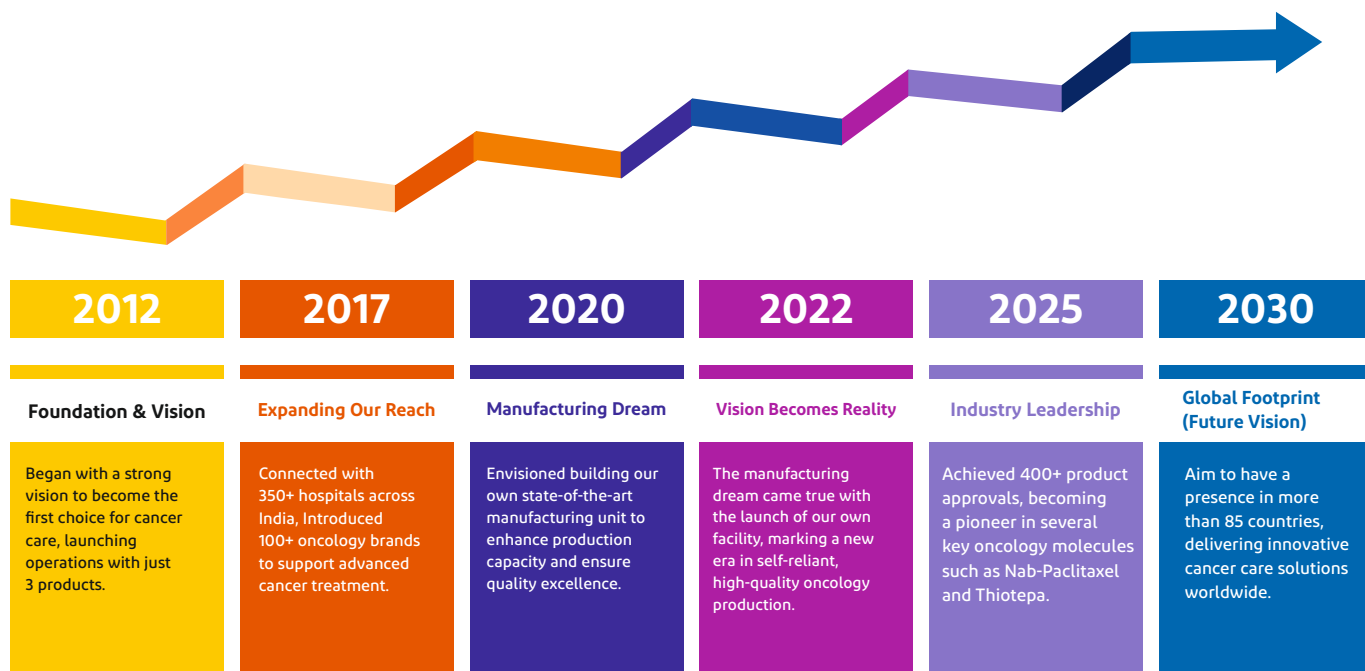 2012
2017
2020
2022
2025
2030
Foundation & Vision
Expanding Our Reach
Manufacturing Dream
Vision Becomes Reality
Industry Leadership
Global Footprint
(Future Vision)
Began with a strong
vision to become the
first choice for cancer
care, launching
operations with just
3 products.
Connected with
350+ hospitals across
India, Introduced
100+ oncology brands
to support advanced
cancer treatment.
Envisioned building our
own state-of-the-art
manufacturing unit to
enhance production
capacity and ensure
quality excellence.
The manufacturing
dream came true with
the launch of our own
facility, marking a new
era in self-reliant,
high-quality oncology
production.
Achieved 400+ product
approvals, becoming
a pioneer in several
key oncology molecules
such as Nab-Paclitaxel
and Thiotepa.
Aim to have a
presence in more
than 85 countries,
delivering innovative
cancer care solutions
worldwide.